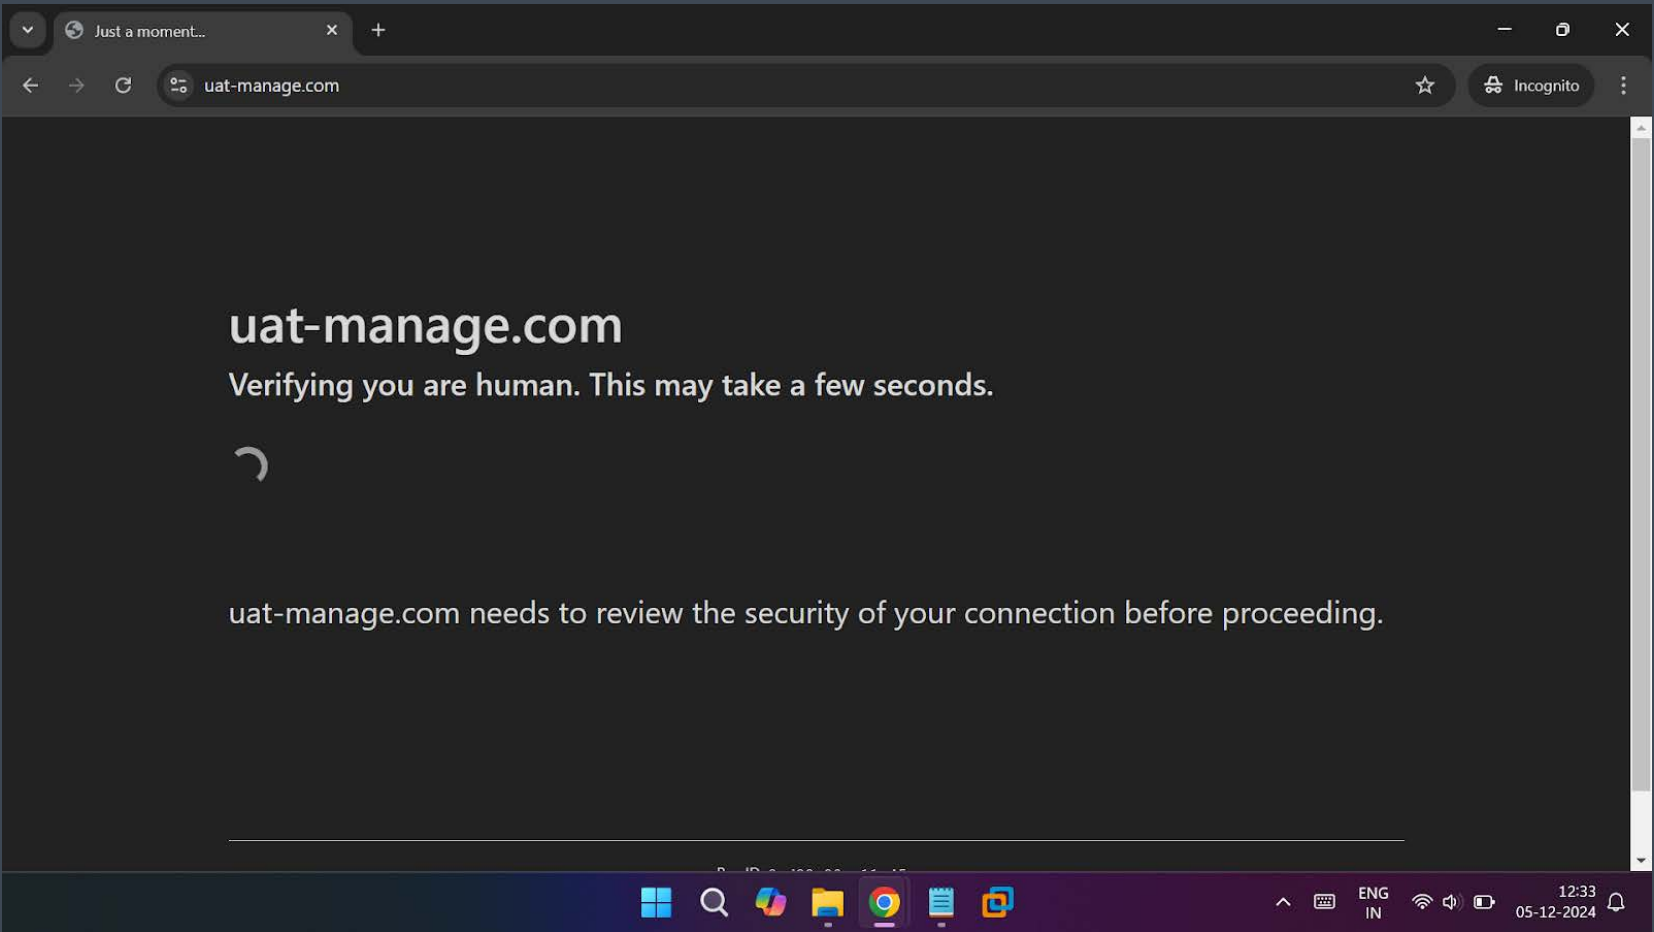 Just a moment...
uat-manage.com
Incognito
uat-manage.com
Verifying you are human. This may take a few seconds.
uat-manage.com needs to review the security of your connection before proceeding.
ENG
IN
12:33
05-12-2024